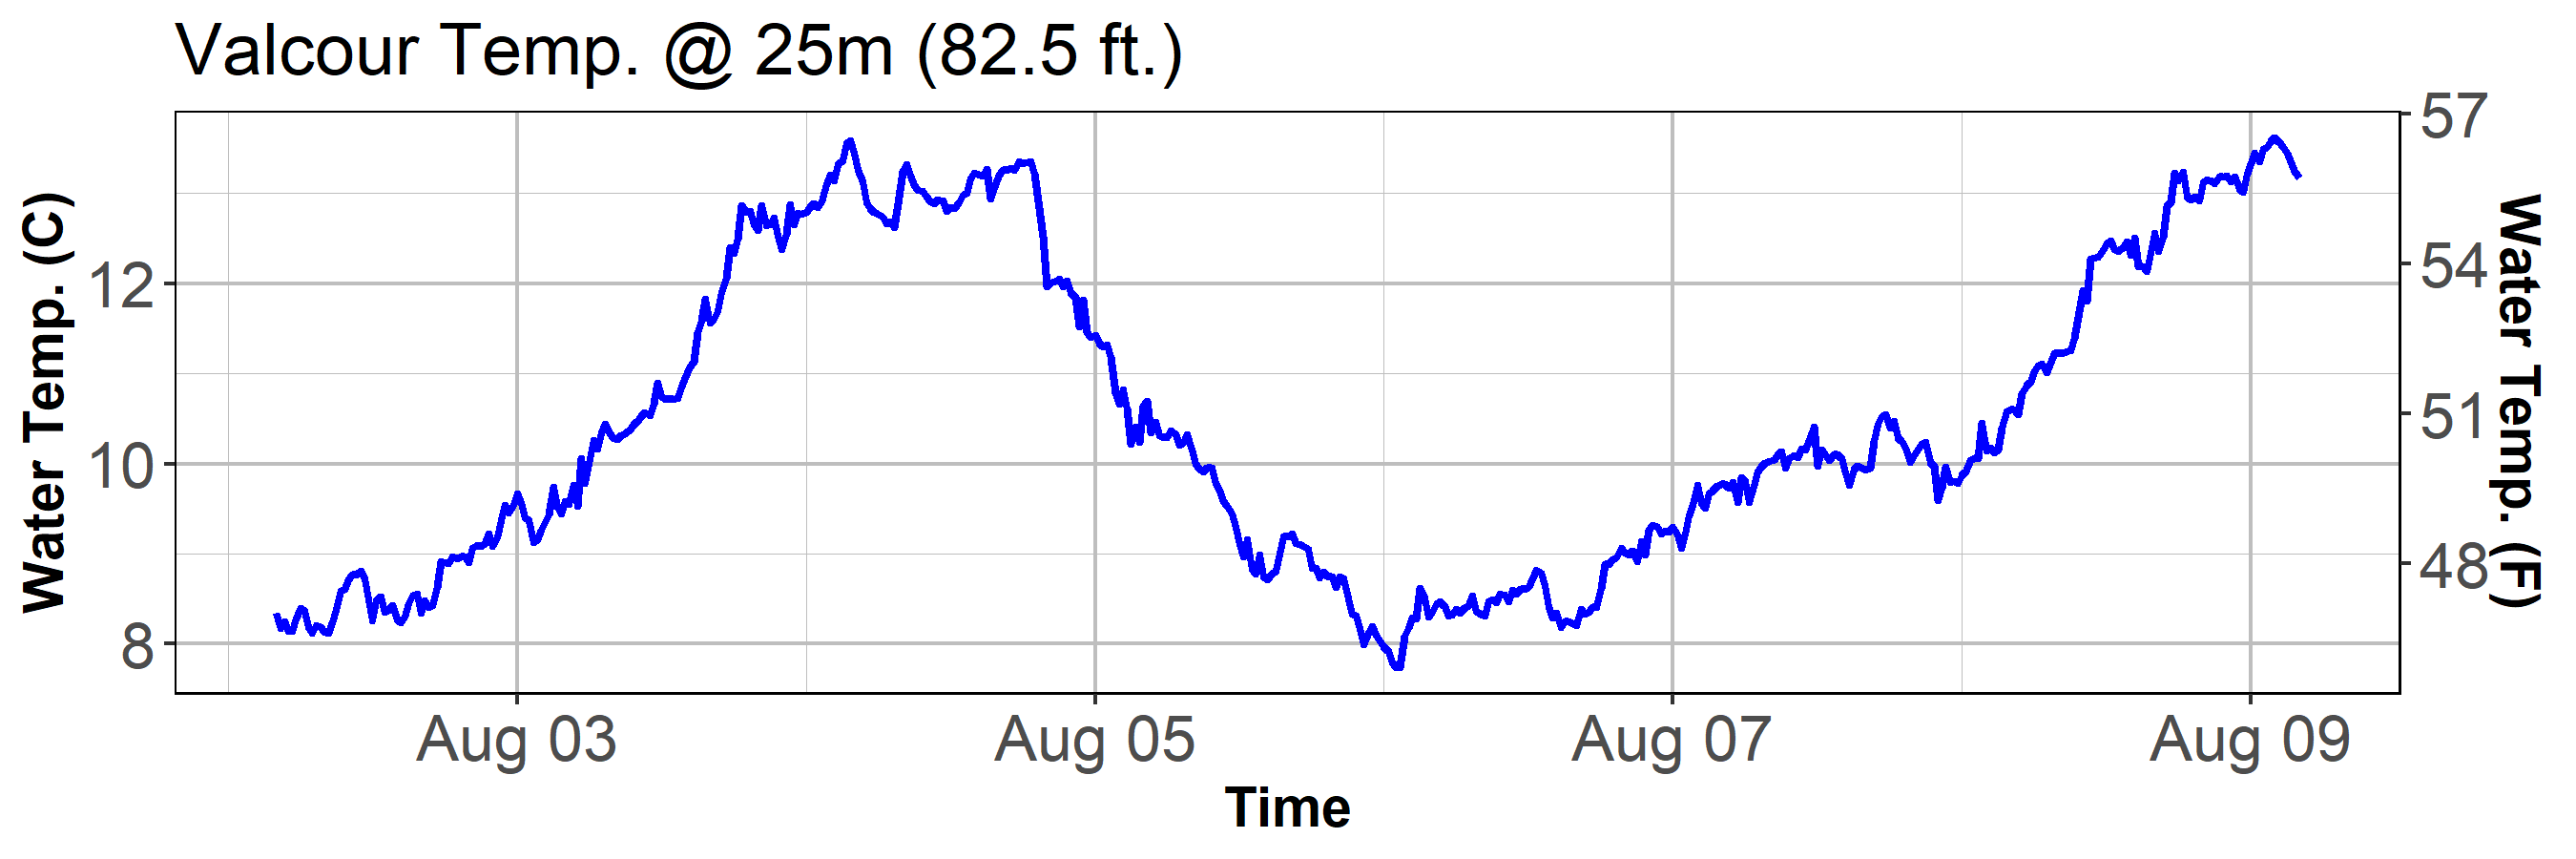 Valcour Temp. @ 25m (82.5 ft.)
Water Temp. (C)
12
10
8
57
54
51
48
Water Temp. (F)
Aug 03 Aug 05 Aug 07 Aug 09
Time